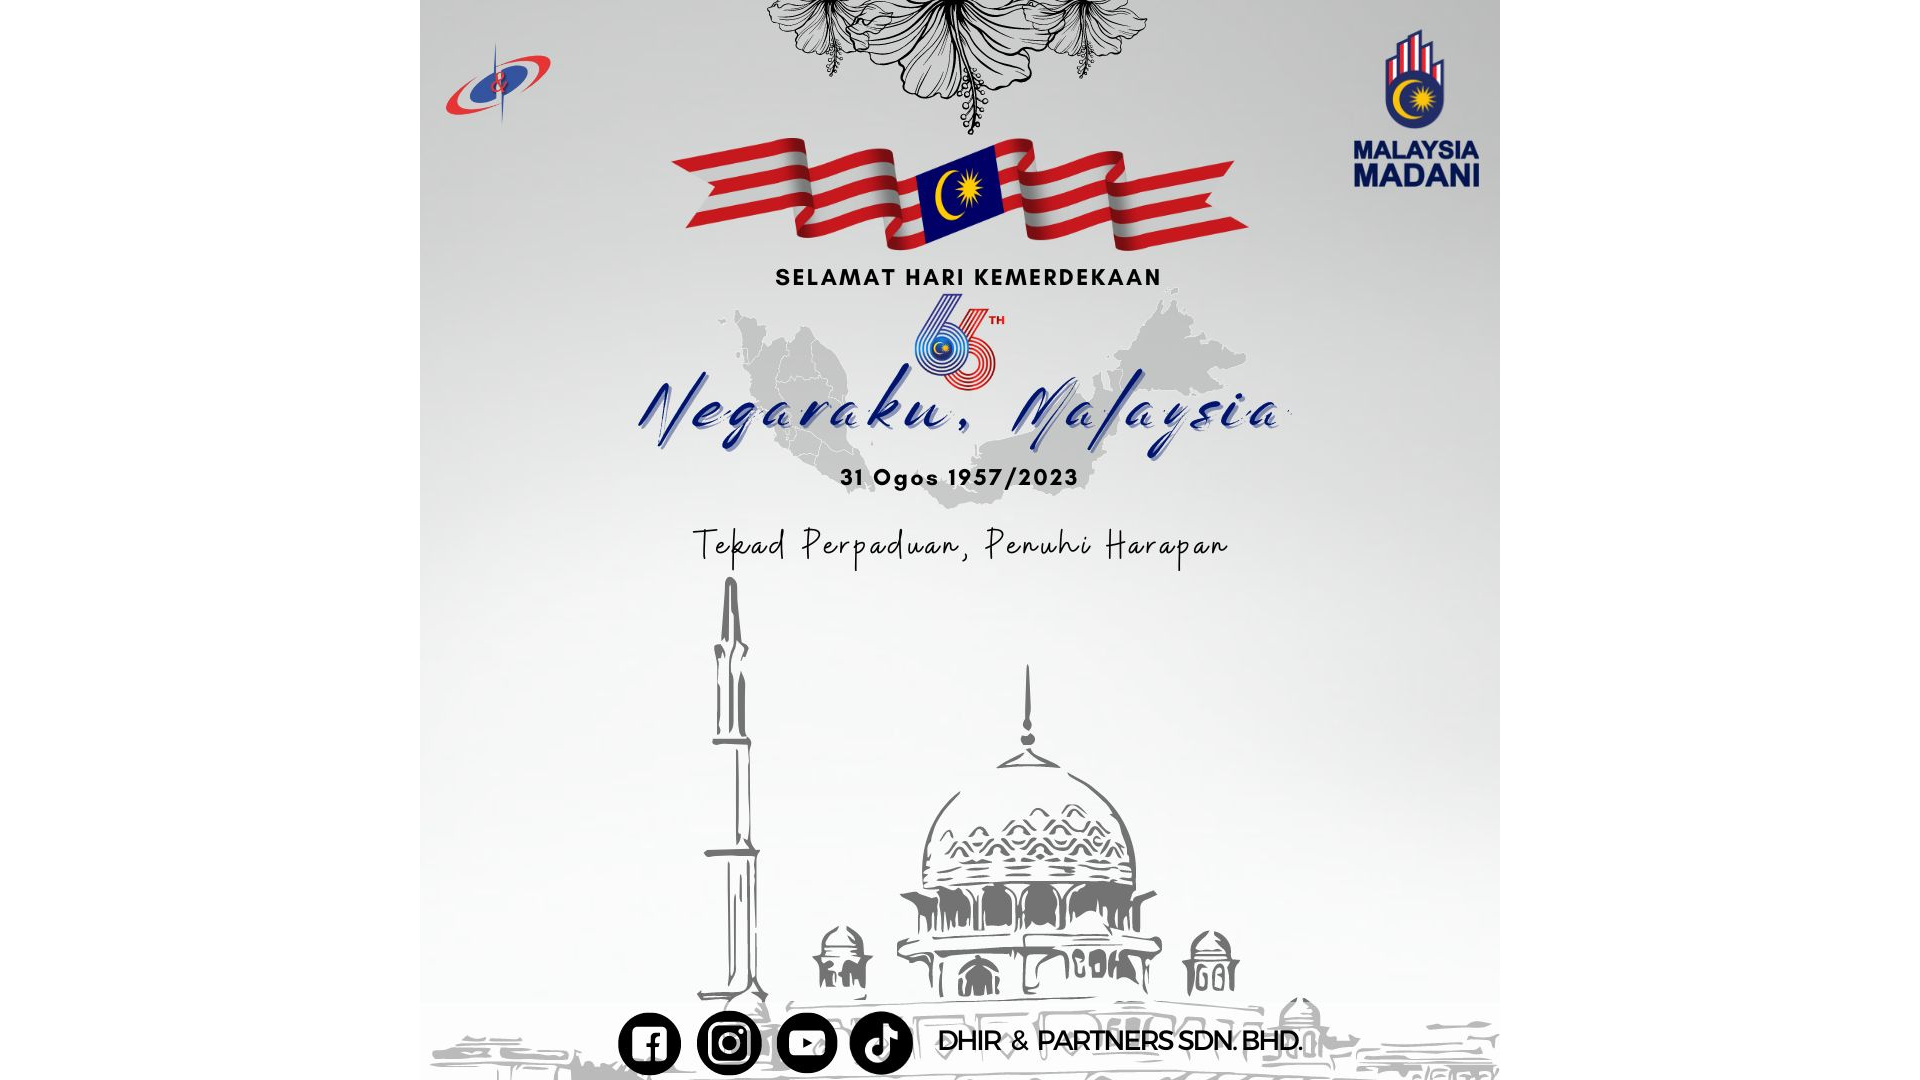 &
MALAYSIA
MADANI
SELAMAT HARI KEMERDEKAAN
66TH
Negaraku, Malaysia
31 Ogos 1957/2023
Tekad Perpaduan, Penuhi Harapan
DHIR & PARTNERS SDN. BHD.